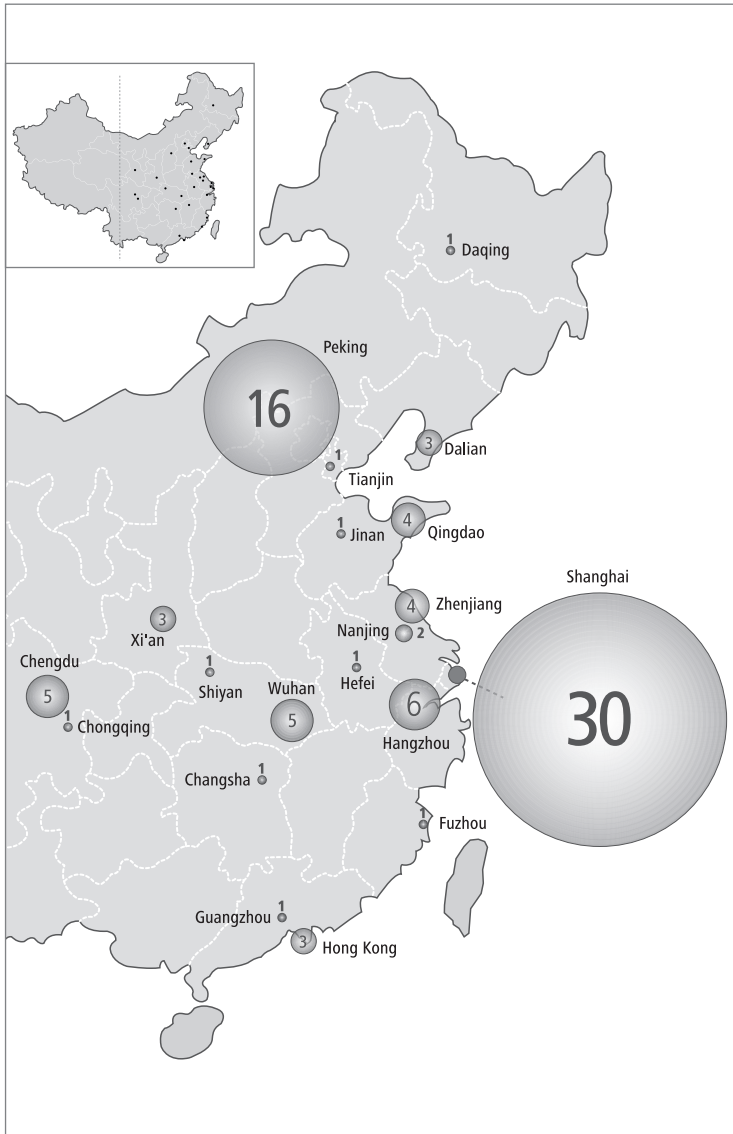 1
Daqing
Peking
16
3
Dalian
1
Tianjin
4
Qingdao
1
Jinan
Shanghai
30
4
Zhenjiang
Nanjing 2
3
Xi'an
1
Hefei
1
Shiyan
Chengdu
5
1
Chongqing
Wuhan
5
6
Hangzhou
1
Changsha
1
Fuzhou
1
Guangzhou
3
Hong Kong